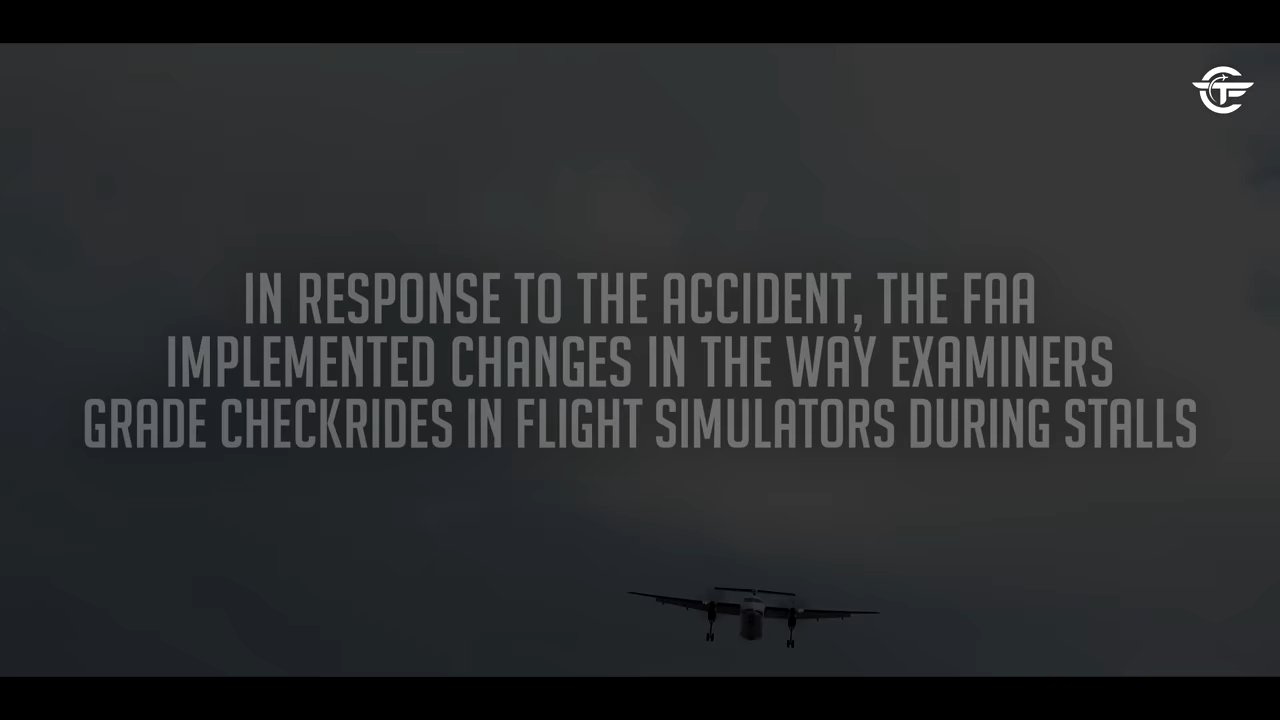 IN RESPONSE TO THE ACCIDENT, THE FAA
IMPLEMENTED CHANGES IN THE WAY EXAMINERS
GRADE CHECKRIDES IN FLIGHT SIMULATORS DURING STALLS